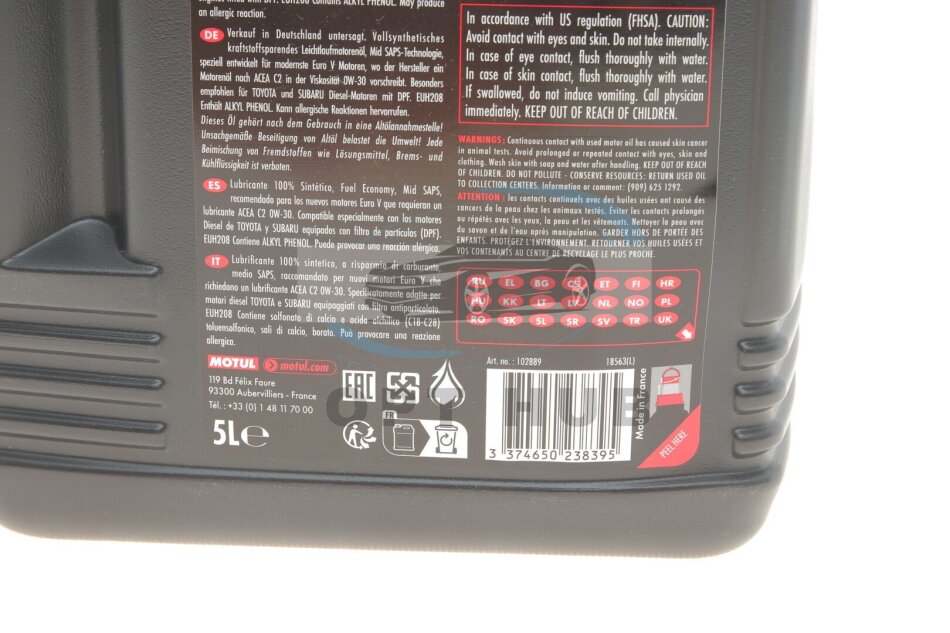 engines fitted with DPF. EUH208 contains ALKYL PHENOL. May produce
an allergic reaction.
DE Verkauf in Deutschland untersagt. Vollsynthetisches
kraftstoffsparendes Leichtlaufmotorenöl, Mid SAPS-Technologie,
speziell entwickelt für modernste Euro V Motoren, wo der Hersteller ein
Motorenöl nach ACEA C2 in der Viskosität 0W-30 vorschreibt. Besonders
empfohlen für TOYOTA und SUBARU Diesel-Motoren mit DPF. EUH208
Enthält ALKYL PHENOL. Kann allergische Reaktionen hervorrufen.
Dieses Öl gehört nach dem Gebrauch in eine Altölannahmestelle!
Unsachgemäße Beseitigung von Altöl belastet die Umwelt! Jede
Beimischung von Fremdstoffen wie Lösungsmittel, Brems- und
Kühlflüssigkeit ist verboten.
ES Lubricante 100% Sintético, Fuel Economy, Mid SAPS,
recomendado para los nuevos motores Euro V que requieran un
lubricante ACEA C2 0W-30. Compatible especialmente con los motores
Diesel de TOYOTA y SUBARU equipados con filtro de partículas (DPF).
EUH208 Contiene ALKYL PHENOL. Puede provocar una reacción alérgica.
IT Lubrificante 100% sintetico, a risparmio di carburante,
medio SAPS, raccomandato per nuovi motori Euro V che
richiedono un lubrificante ACEA C2 0W-30. Specificatamente adatto per
motori diesel TOYOTA e SUBARU equipaggiati con filtro antiparticolato.
EUH208 Contiene solfonato di calcio e acido alchilico (C18-C28)
toluensolfonico, sali di calcio, borato. Può provocare una reazione
allergica.
MOTUL motul.com
119 Bd Félix Faure
93300 Aubervilliers - France
Tél. : +33 (0) 1 48 11 70 00
5L℮
In accordance with US regulation (FHSA). CAUTION:
Avoid contact with eyes and skin. Do not take internally.
In case of eye contact, flush thoroughly with water.
In case of skin contact, flush thoroughly with water.
If swallowed, do not induce vomiting. Call physician
immediately. KEEP OUT OF REACH OF CHILDREN.
WARNINGS: Continuous contact with used motor oil has caused skin cancer
in animal tests. Avoid prolonged or repeated contact with eyes, skin and
clothing. Wash skin with soap and water after handling. KEEP OUT OF REACH
OF CHILDREN. DO NOT POLLUTE - CONSERVE RESOURCES: RETURN USED OIL
TO COLLECTION CENTERS. Information or comment: (909) 625 1292.
ATTENTION : les contacts continuels avec des huiles usées ont causé des
cancers de la peau chez les animaux testés. Éviter les contacts prolongés
ou répétés avec les yeux, la peau et les vêtements. Nettoyer la peau avec
du savon et de l'eau après manipulation. GARDER HORS DE PORTÉE DES
ENFANTS. PROTEGEZ L'ENVIRONNEMENT. RETOURNER VOS HUILES USÉES ET
VOS CONTENANTS AU CENTRE DE RECYCLAGE LE PLUS PROCHE.
RU EL BG CS ET FI HR
HU KK LT LV NL NO PL
RO SK SL SR SV TR UK
Art. no. : 102889 18563(L)
EAC
FR
3 374650 238395
Made in France
PEEL HERE
OPT HUB